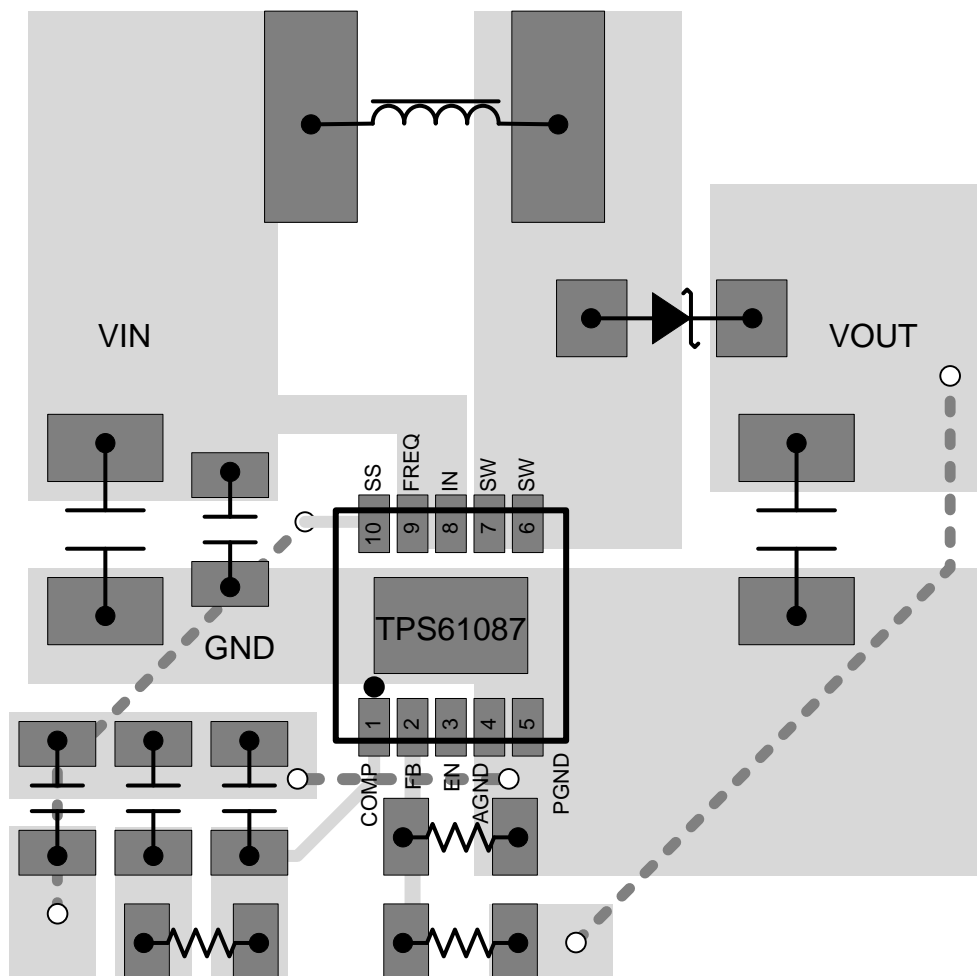 VIN
VOUT
SS
FREQ
IN
SW
SW
10
9
8
7
6
TPS61087
GND
1
2
3
4
5
COMP
FB
EN
AGND
PGND